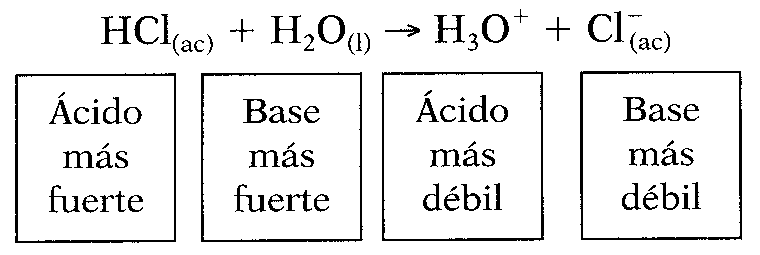 HCl(ac) + H₂O(l) → H₃O⁺ + Cl⁻(ac)
Ácido más fuerte
Base más fuerte
Ácido más débil
Base más débil